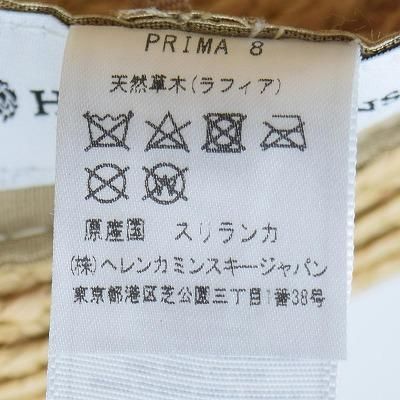 PRIMA 8
天然草木(ラフィア)
原産国 スリランカ
(株)ヘレンカミンスキージャパン
東京都港区芝公園三丁目1番38号